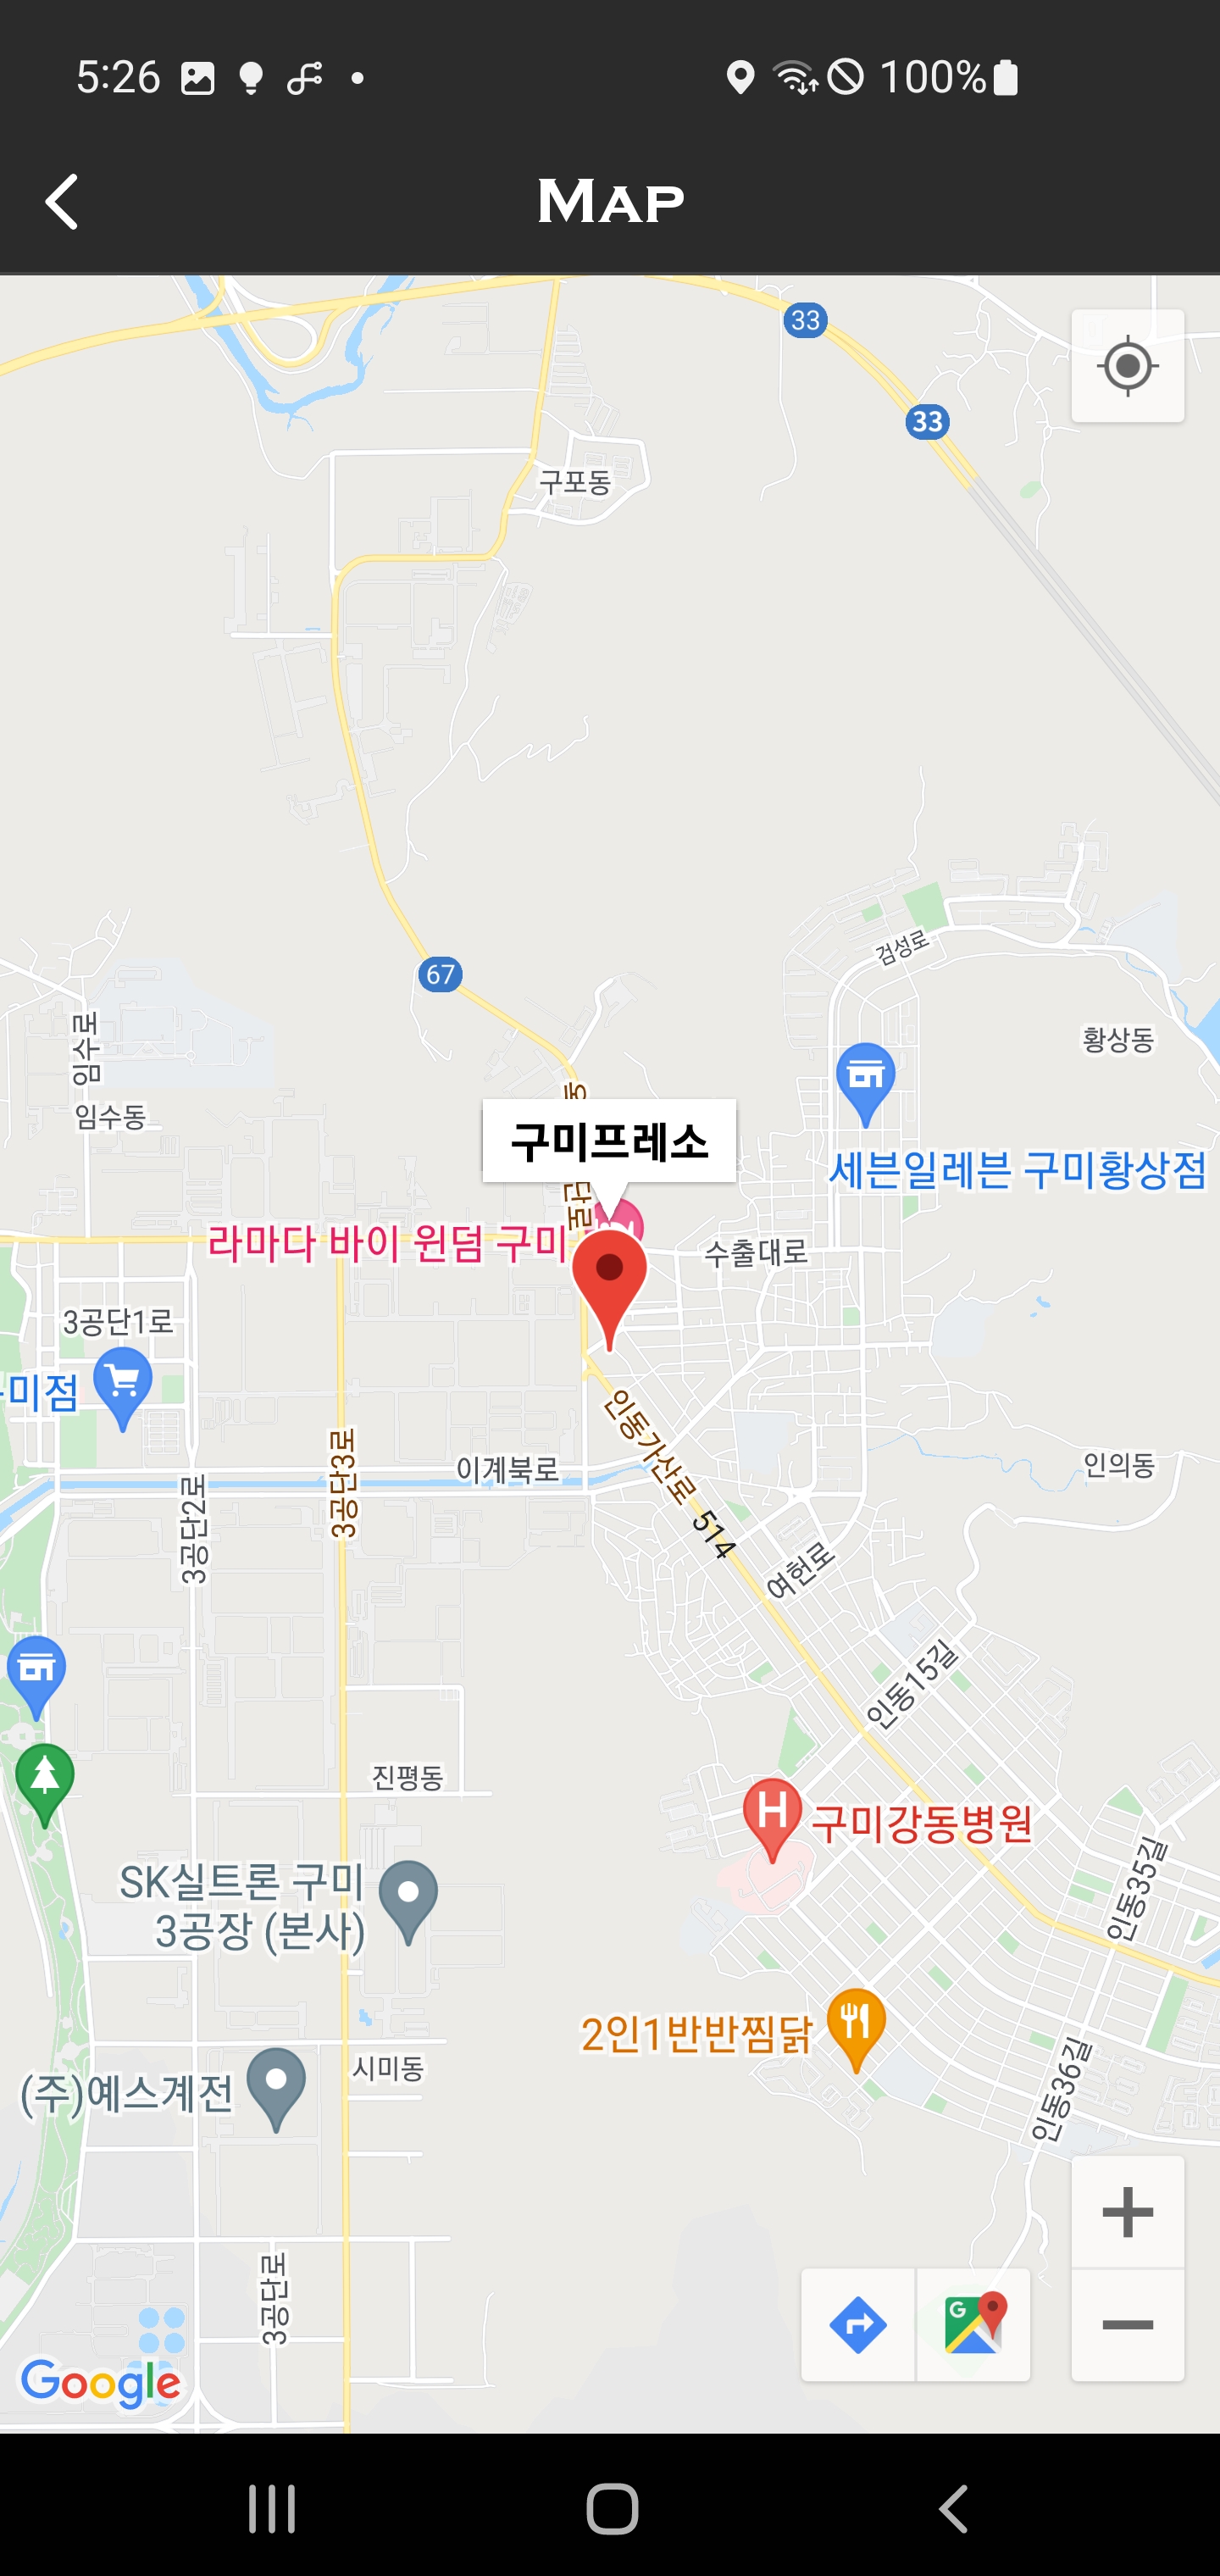 5:26
100%
MAP
33
33
구포동
67
검성로
황상동
임수로
임수동
구미프레소
세븐일레븐 구미황상점
라마다 바이 윈덤 구미
수출대로
3공단1로
미점
인동가산로
514
이계북로
인의동
3공단2로
3공단3로
여헌로
인동15길
진평동
H
구미강동병원
SK실트론 구미
3공장 (본사)
인동35길
2인1반반찜닭
시미동
(주)예스계전
인동36길
3공단로
G
Google